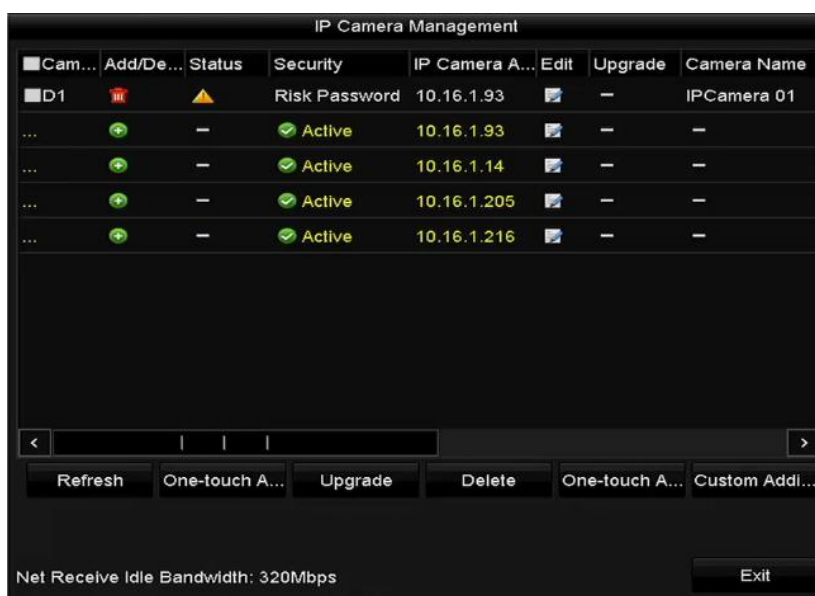 IP Camera Management
Cam... Add/De... Status Security IP Camera A... Edit Upgrade Camera Name
D1 Risk Password 10.16.1.93 – IPCamera 01
... – Active 10.16.1.93 – –
... – Active 10.16.1.14 – –
... – Active 10.16.1.205 – –
... – Active 10.16.1.216 – –
Refresh One-touch A... Upgrade Delete One-touch A... Custom Addi...
Net Receive Idle Bandwidth: 320Mbps Exit